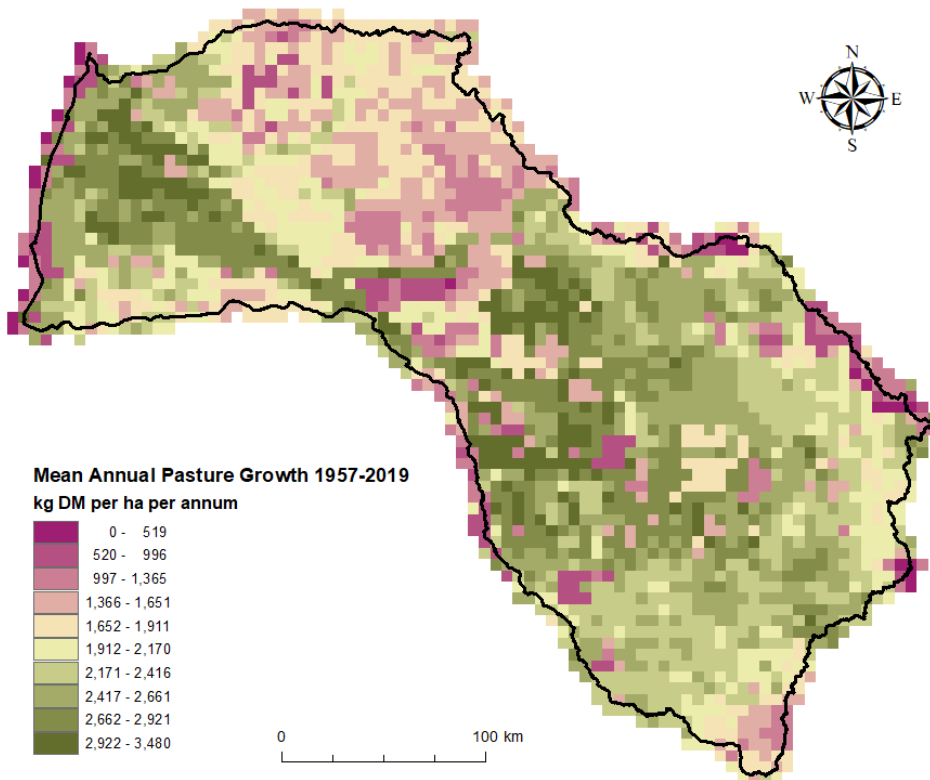 N
W E
S
Mean Annual Pasture Growth 1957-2019
kg DM per ha per annum
0 - 519
520 - 996
997 - 1,365
1,366 - 1,651
1,652 - 1,911
1,912 - 2,170
2,171 - 2,416
2,417 - 2,661
2,662 - 2,921
2,922 - 3,480
0 100 km